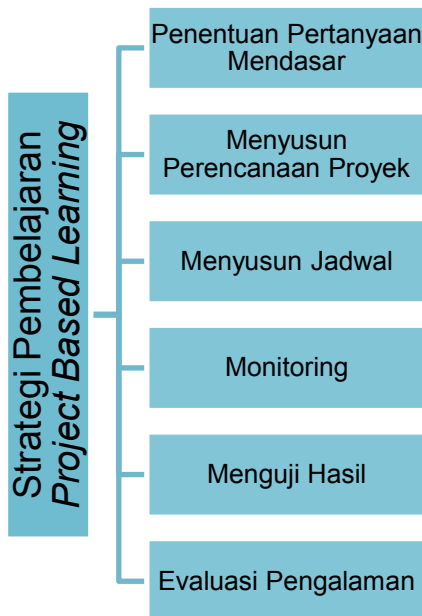 Strategi Pembelajaran
Project Based Learning
Penentuan Pertanyaan
Mendasar
Menyusun
Perencanaan Proyek
Menyusun Jadwal
Monitoring
Menguji Hasil
Evaluasi Pengalaman